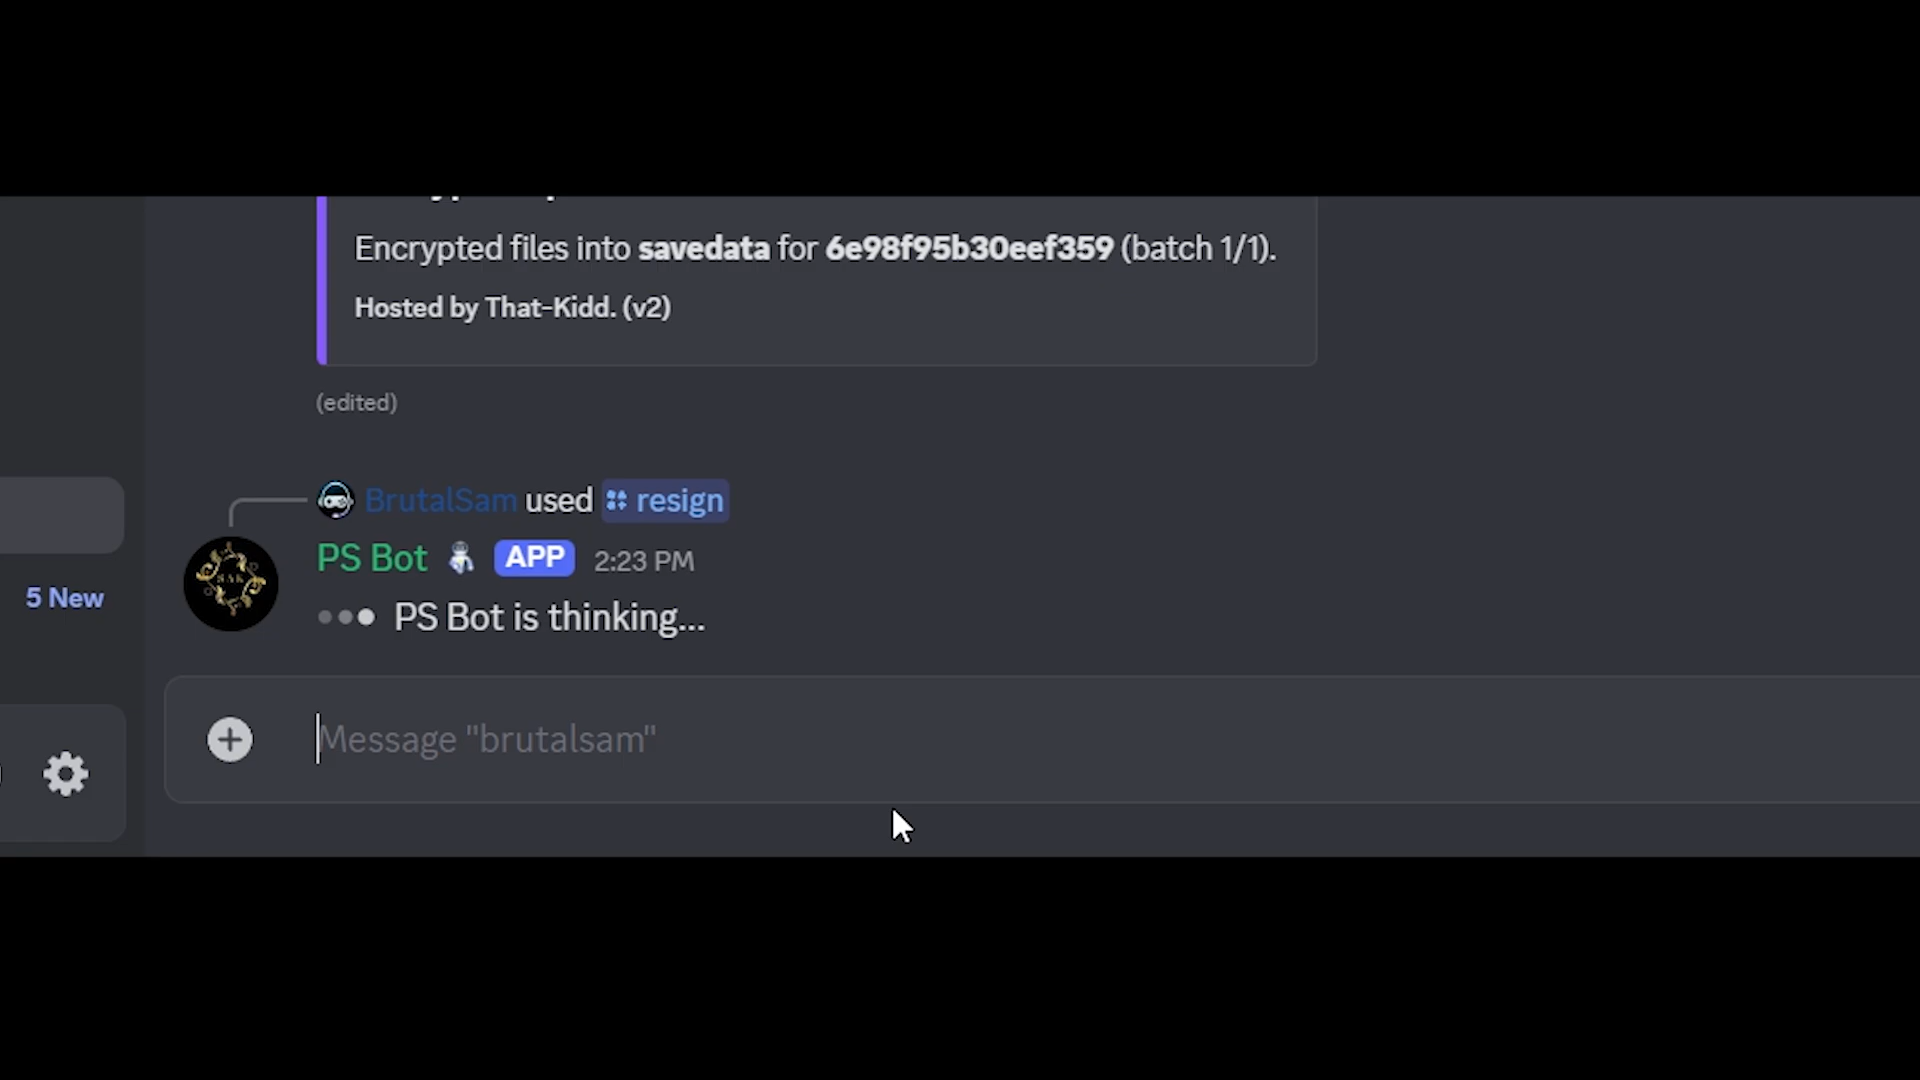 Encrypted files into savedata for 6e98f95b30eef359 (batch 1/1).
Hosted by That-Kidd. (v2)
(edited)
BrutalSam used resign
PS Bot APP 2:23 PM
SAK
5 New
PS Bot is thinking...
Message "brutalsam"